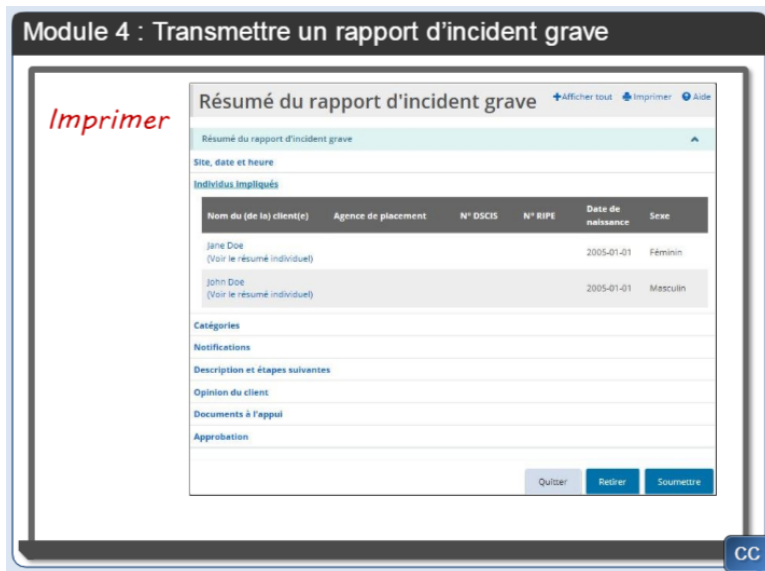 Module 4 : Transmettre un rapport d'incident grave
Imprimer
Résumé du rapport d'incident grave
Afficher tout Imprimer Aide
Résumé du rapport d'incident grave
Site, date et heure
Individus impliqués
Nom du (de la) client(e) Agence de placement N° DSCIS N° RIPE Date de naissance Sexe
Jane Doe 2005-01-01 Féminin
(Voir le résumé individuel)
John Doe 2005-01-01 Masculin
(Voir le résumé individuel)
Catégories
Notifications
Description et étapes suivantes
Opinion du client
Documents à l'appui
Approbation
Quitter Retirer Soumettre
CC